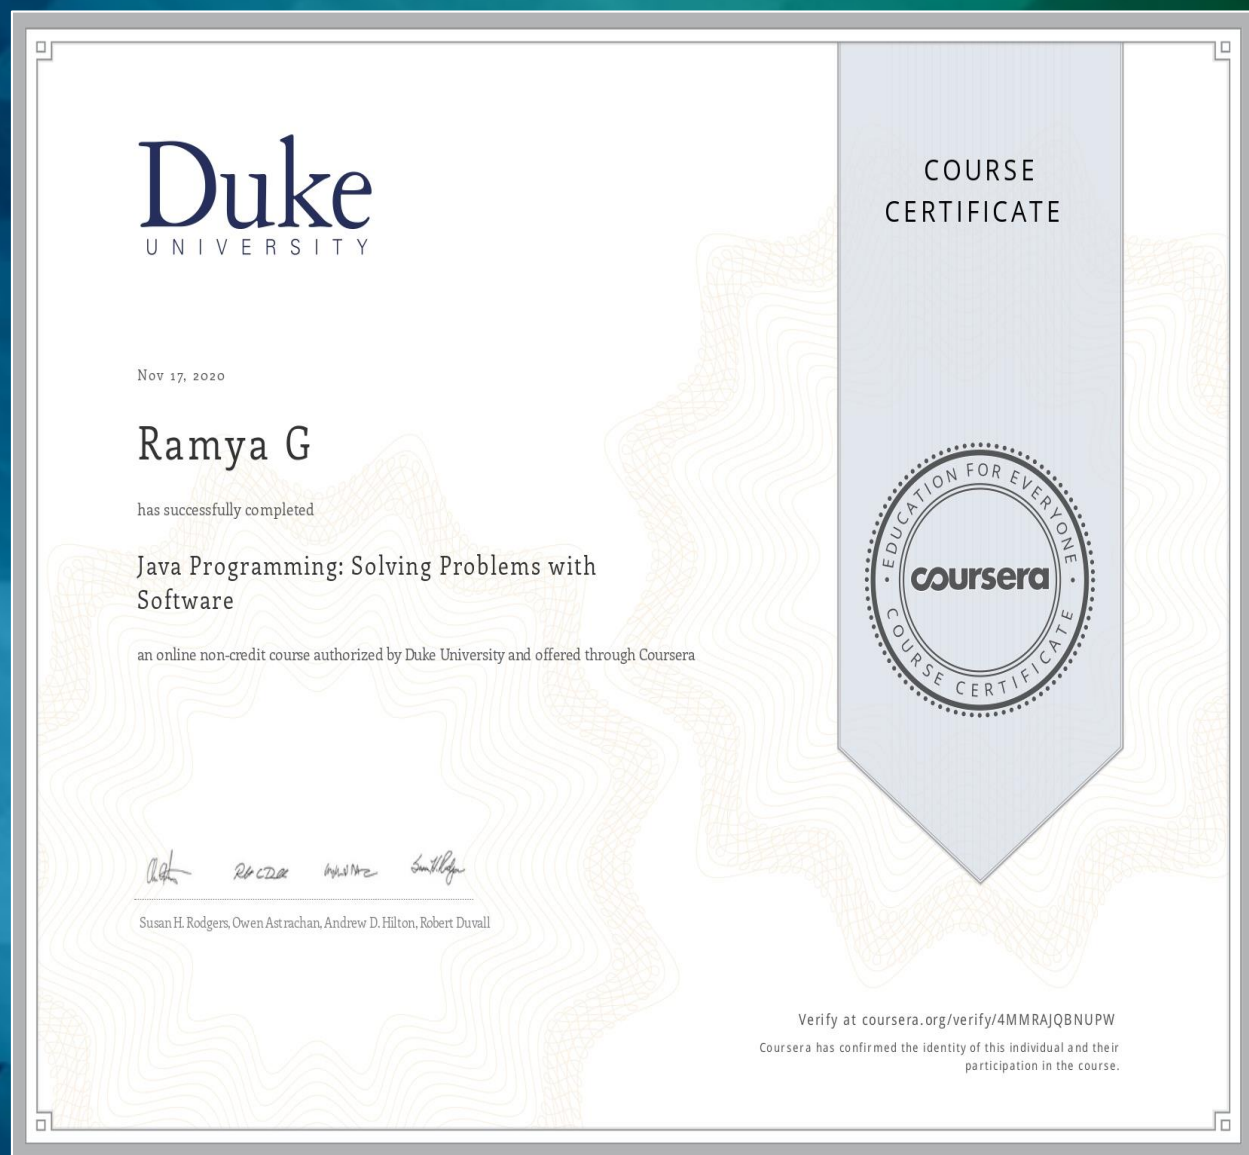 Duke
UNIVERSITY
COURSE
CERTIFICATE
Nov 17, 2020
Ramya G
has successfully completed
Java Programming: Solving Problems with
Software
an online non-credit course authorized by Duke University and offered through Coursera
EDUCATION FOR EVERYONE
coursera
COURSE CERTIFICATE
Susan H. Rodgers, Owen Astrachan, Andrew D. Hilton, Robert Duvall
Verify at coursera.org/verify/4MMRAJQBNUPW
Coursera has confirmed the identity of this individual and their
participation in the course.